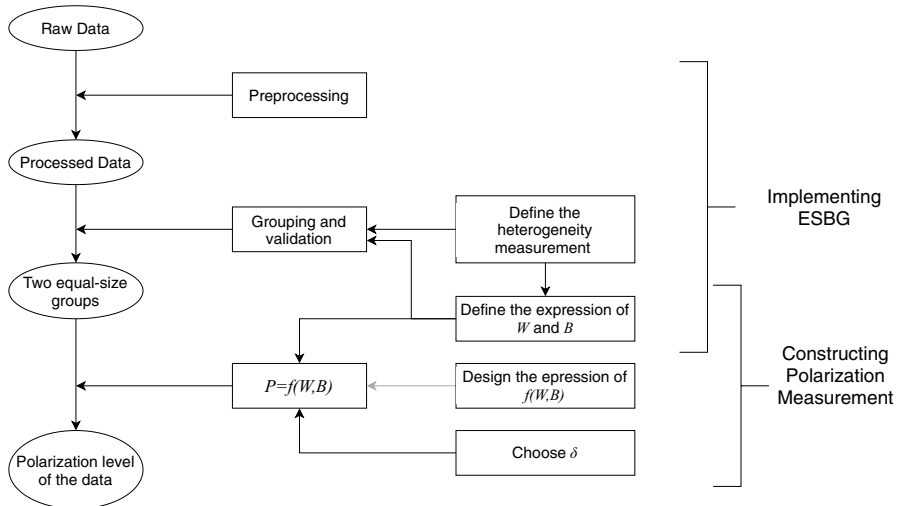 Raw Data
Preprocessing
Processed Data
Grouping and
validation
Define the
heterogeneity
measurement
Implementing
ESBG
Two equal-size
groups
Define the expression of
W and B
P=f(W,B)
Design the epression of
f(W,B)
Constructing
Polarization
Measurement
Choose δ
Polarization level
of the data